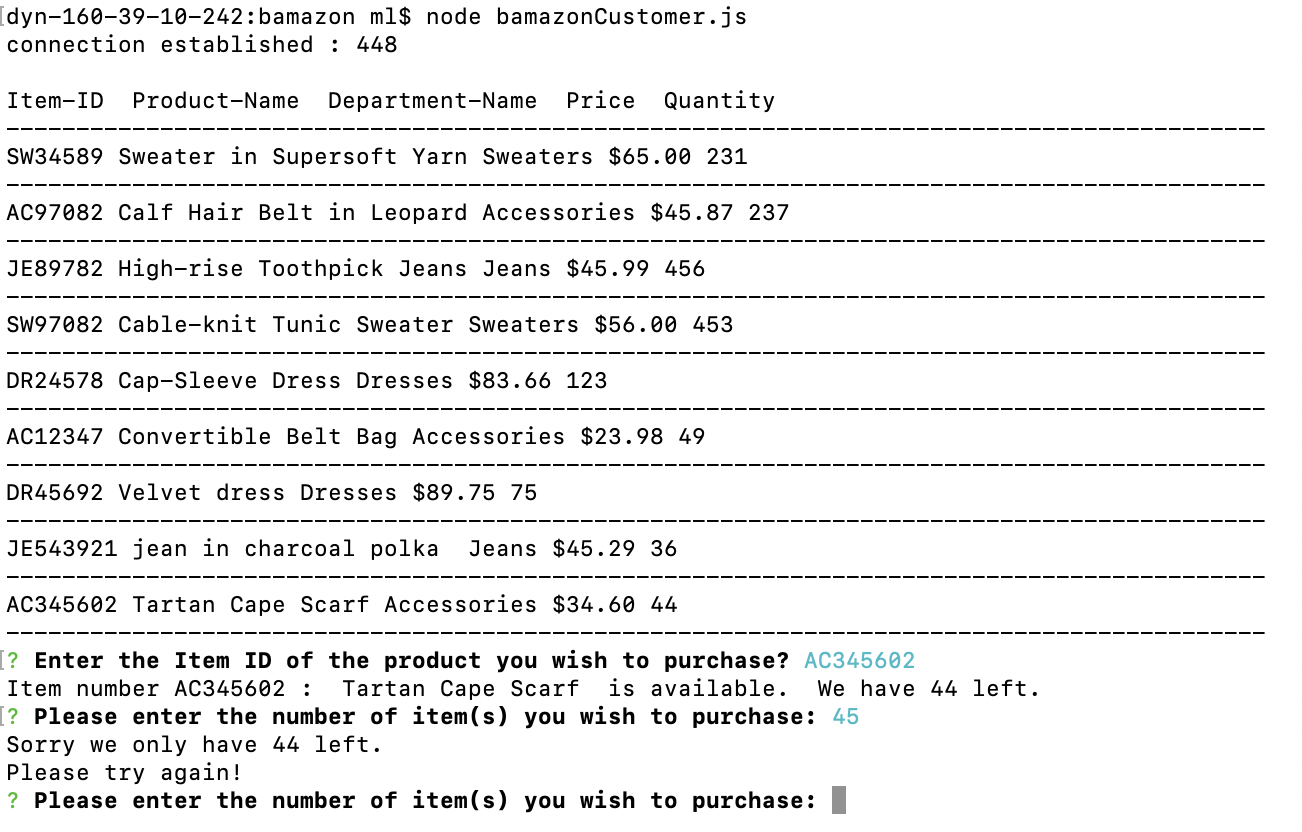 [dyn-160-39-10-242:bamazon ml$ node bamazonCustomer.js
connection established : 448
Item-ID  Product-Name  Department-Name  Price  Quantity
------------------------------------------------------------------------------------------
SW34589 Sweater in Supersoft Yarn Sweaters $65.00 231
------------------------------------------------------------------------------------------
AC97082 Calf Hair Belt in Leopard Accessories $45.87 237
------------------------------------------------------------------------------------------
JE89782 High-rise Toothpick Jeans Jeans $45.99 456
------------------------------------------------------------------------------------------
SW97082 Cable-knit Tunic Sweater Sweaters $56.00 453
------------------------------------------------------------------------------------------
DR24578 Cap-Sleeve Dress Dresses $83.66 123
------------------------------------------------------------------------------------------
AC12347 Convertible Belt Bag Accessories $23.98 49
------------------------------------------------------------------------------------------
DR45692 Velvet dress Dresses $89.75 75
------------------------------------------------------------------------------------------
JE543921 jean in charcoal polka  Jeans $45.29 36
------------------------------------------------------------------------------------------
AC345602 Tartan Cape Scarf Accessories $34.60 44
------------------------------------------------------------------------------------------
[? Enter the Item ID of the product you wish to purchase? AC345602
Item number AC345602 :  Tartan Cape Scarf  is available.  We have 44 left.
[? Please enter the number of item(s) you wish to purchase: 45
Sorry we only have 44 left.
Please try again!
? Please enter the number of item(s) you wish to purchase: